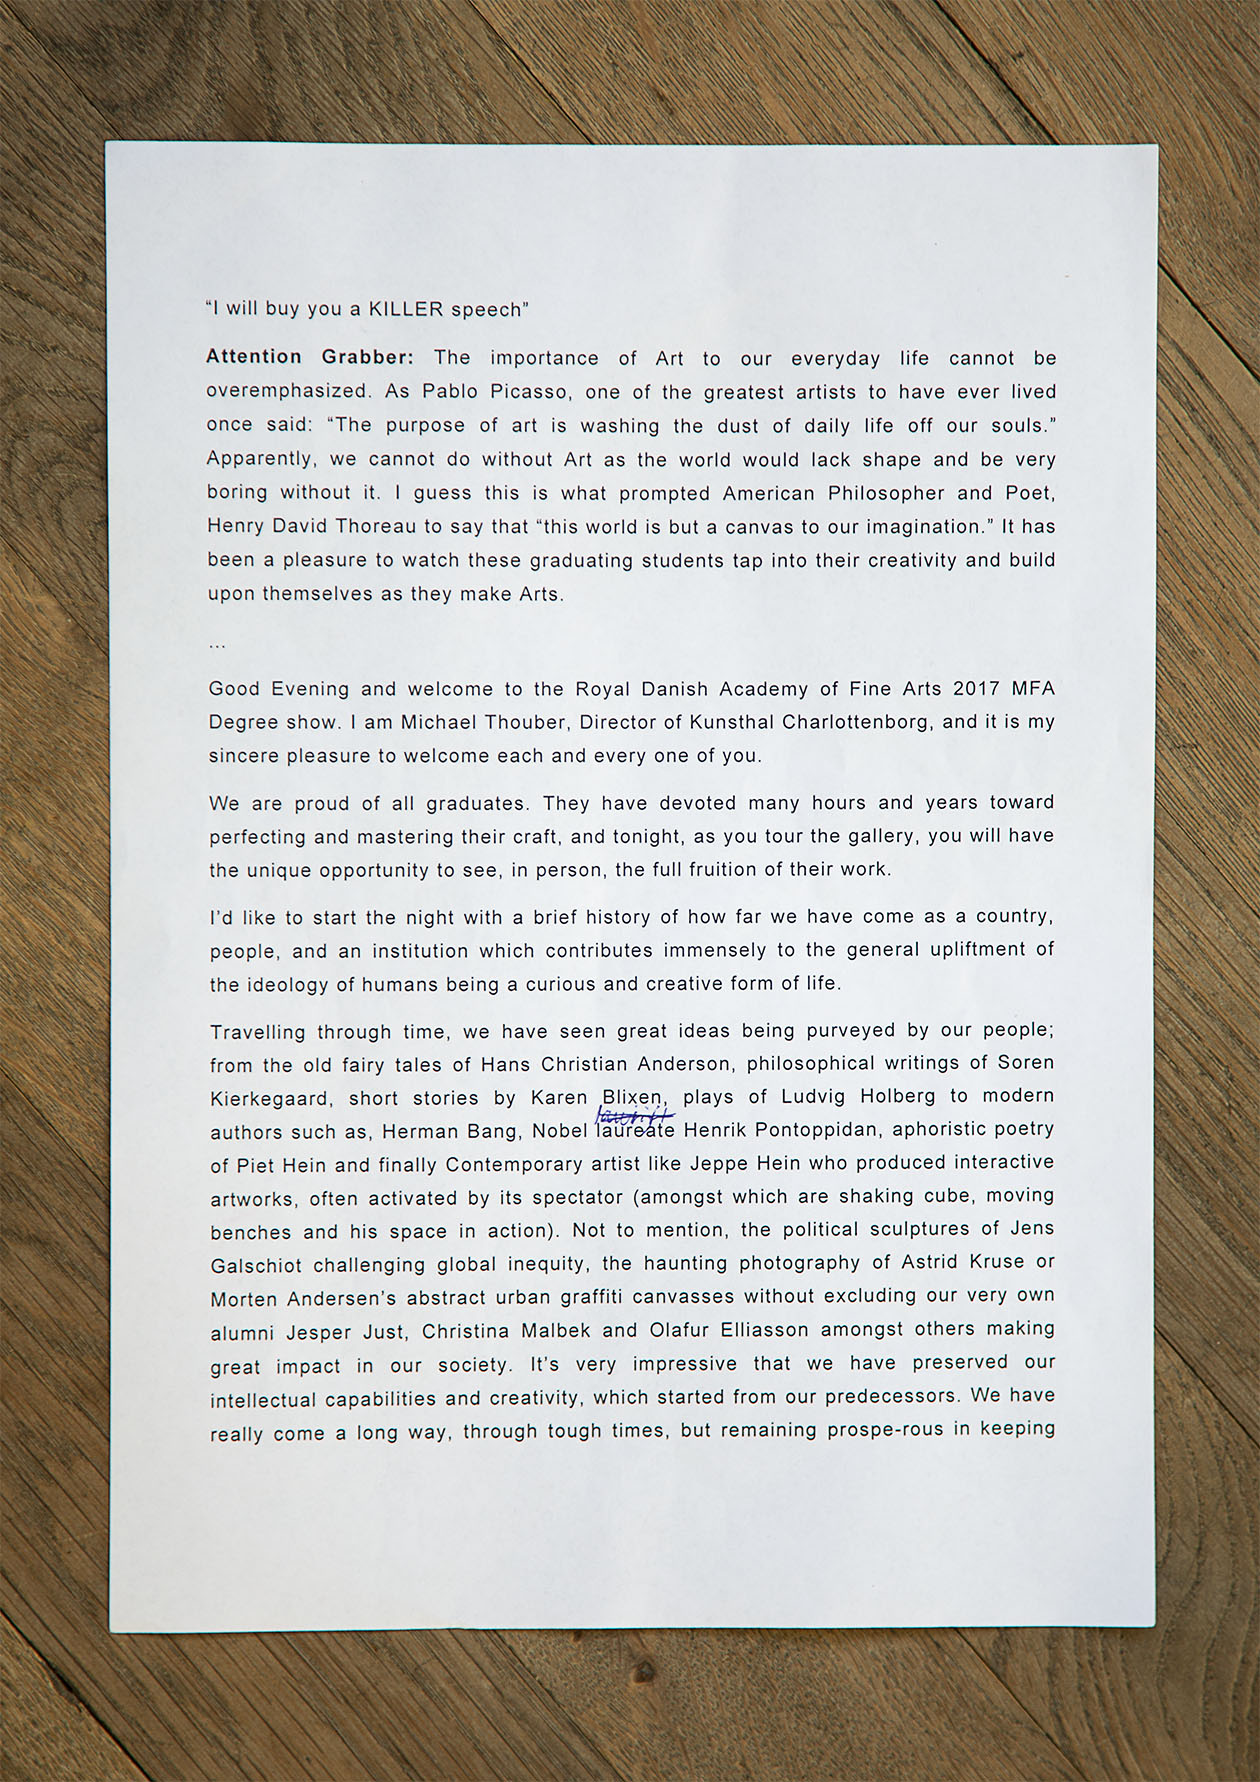 “I will buy you a KILLER speech”
Attention Grabber: The importance of Art to our everyday life cannot be
overemphasized. As Pablo Picasso, one of the greatest artists to have ever lived
once said: “The purpose of art is washing the dust of daily life off our souls.”
Apparently, we cannot do without Art as the world would lack shape and be very
boring without it. I guess this is what prompted American Philosopher and Poet,
Henry David Thoreau to say that “this world is but a canvas to our imagination.” It has
been a pleasure to watch these graduating students tap into their creativity and build
upon themselves as they make Arts.
...
Good Evening and welcome to the Royal Danish Academy of Fine Arts 2017 MFA
Degree show. I am Michael Thouber, Director of Kunsthal Charlottenborg, and it is my
sincere pleasure to welcome each and every one of you.
We are proud of all graduates. They have devoted many hours and years toward
perfecting and mastering their craft, and tonight, as you tour the gallery, you will have
the unique opportunity to see, in person, the full fruition of their work.
I’d like to start the night with a brief history of how far we have come as a country,
people, and an institution which contributes immensely to the general upliftment of
the ideology of humans being a curious and creative form of life.
Travelling through time, we have seen great ideas being purveyed by our people;
from the old fairy tales of Hans Christian Anderson, philosophical writings of Soren
Kierkegaard, short stories by Karen Blixen, plays of Ludvig Holberg to modern
authors such as, Herman Bang, Nobel laureate Henrik Pontoppidan, aphoristic poetry
of Piet Hein and finally Contemporary artist like Jeppe Hein who produced interactive
artworks, often activated by its spectator (amongst which are shaking cube, moving
benches and his space in action). Not to mention, the political sculptures of Jens
Galschiot challenging global inequity, the haunting photography of Astrid Kruse or
Morten Andersen’s abstract urban graffiti canvasses without excluding our very own
alumni Jesper Just, Christina Malbek and Olafur Elliasson amongst others making
great impact in our society. It’s very impressive that we have preserved our
intellectual capabilities and creativity, which started from our predecessors. We have
really come a long way, through tough times, but remaining prospe-rous in keeping